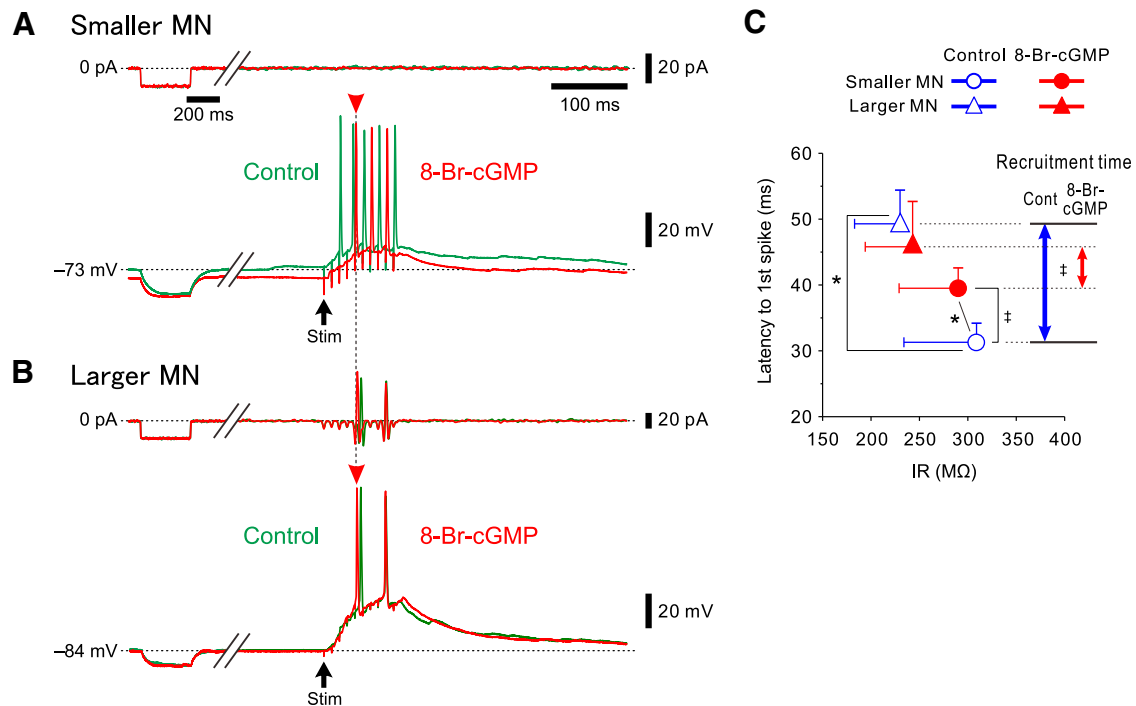 A Smaller MN
0 pA
20 pA
200 ms
100 ms
Control
8-Br-cGMP
20 mV
–73 mV
Stim
B Larger MN
0 pA
20 pA
Control
8-Br-cGMP
20 mV
–84 mV
Stim
C
Control 8-Br-cGMP
Smaller MN
Larger MN
Latency to 1st spike (ms)
60
50
40
30
20
150 200 250 300 350 400
IR (MΩ)
Recruitment time
Cont 8-Br-
cGMP
*
*
‡
‡